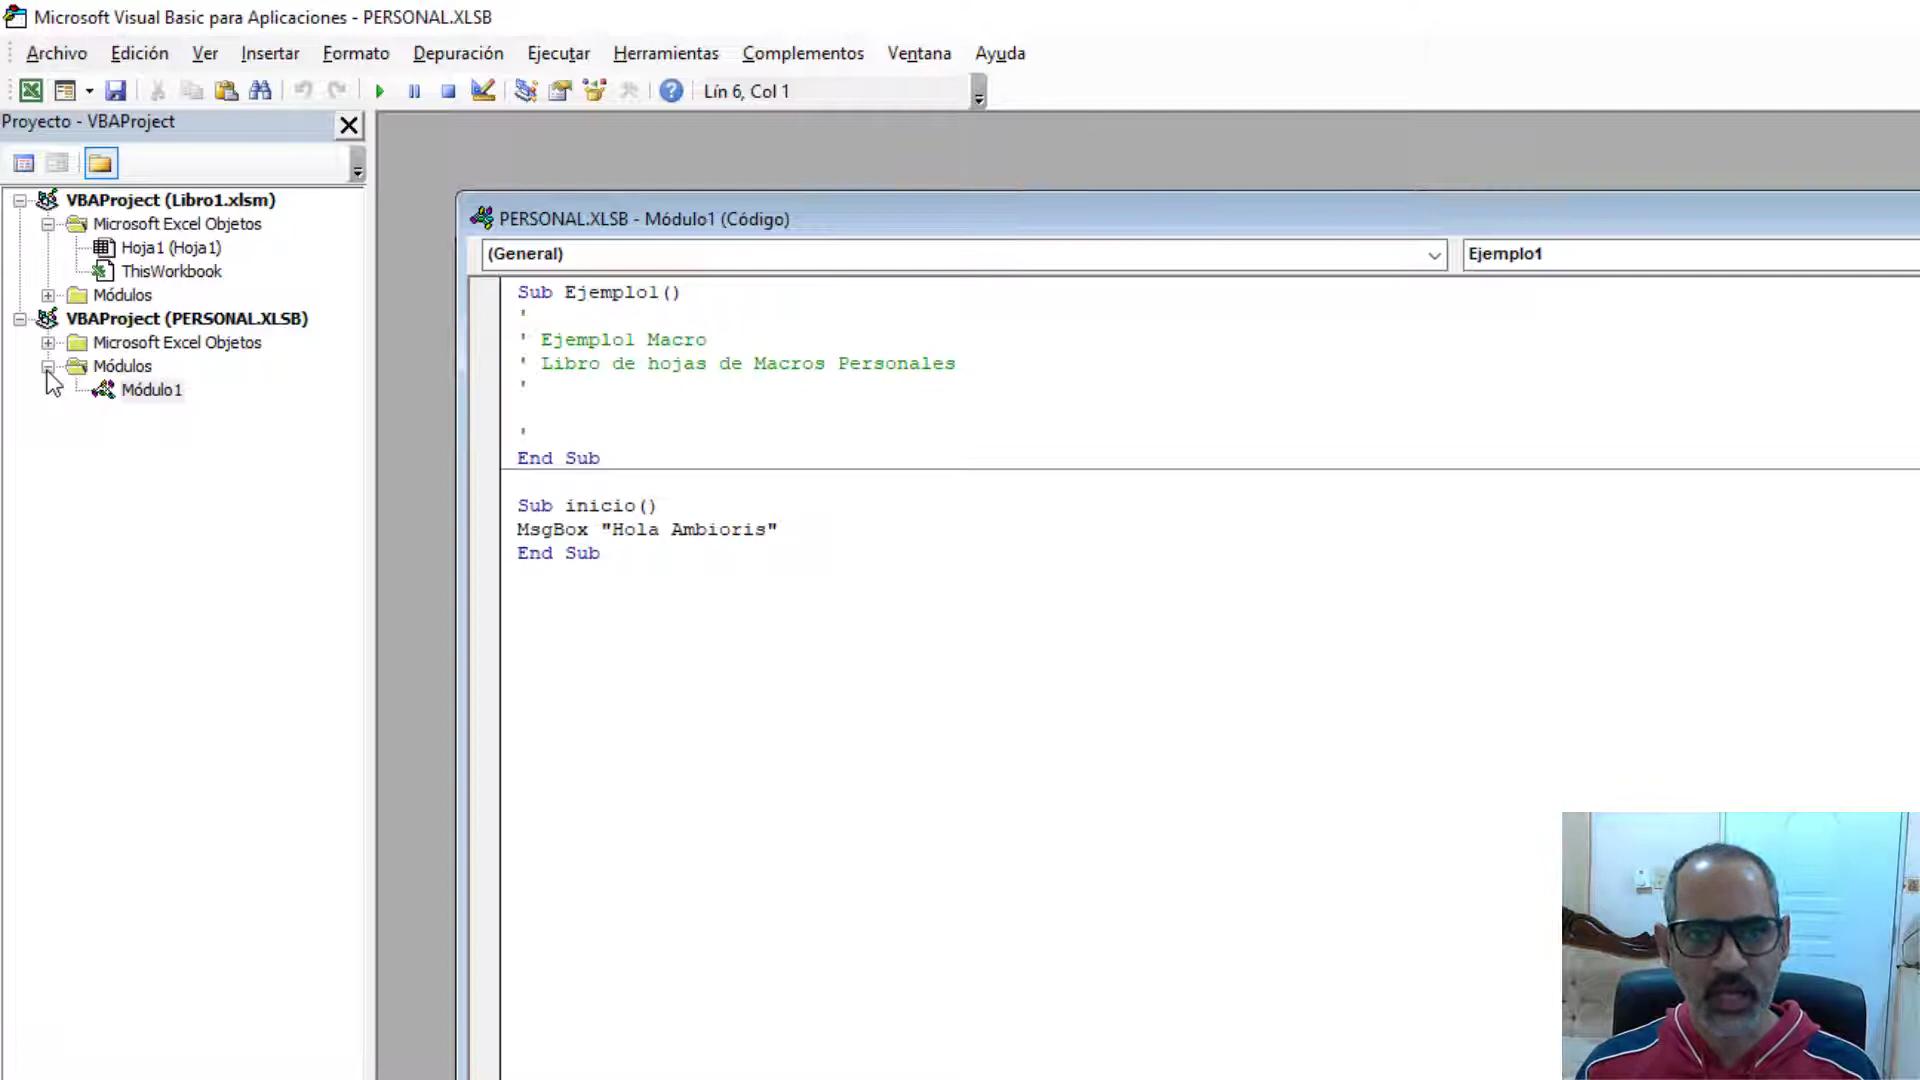 Microsoft Visual Basic para Aplicaciones - PERSONAL.XLSB
Archivo Edición Ver Insertar Formato Depuración Ejecutar Herramientas Complementos Ventana Ayuda
Lín 6, Col 1
Proyecto - VBAProject
VBAProject (Libro1.xlsm)
Microsoft Excel Objetos
Hoja1 (Hoja1)
ThisWorkbook
Módulos
VBAProject (PERSONAL.XLSB)
Microsoft Excel Objetos
Módulos
Módulo1
PERSONAL.XLSB - Módulo1 (Código)
(General) Ejemplo1
Sub Ejemplo1()
'
' Ejemplo1 Macro
' Libro de hojas de Macros Personales
'
'
End Sub
Sub inicio()
MsgBox "Hola Ambioris"
End Sub